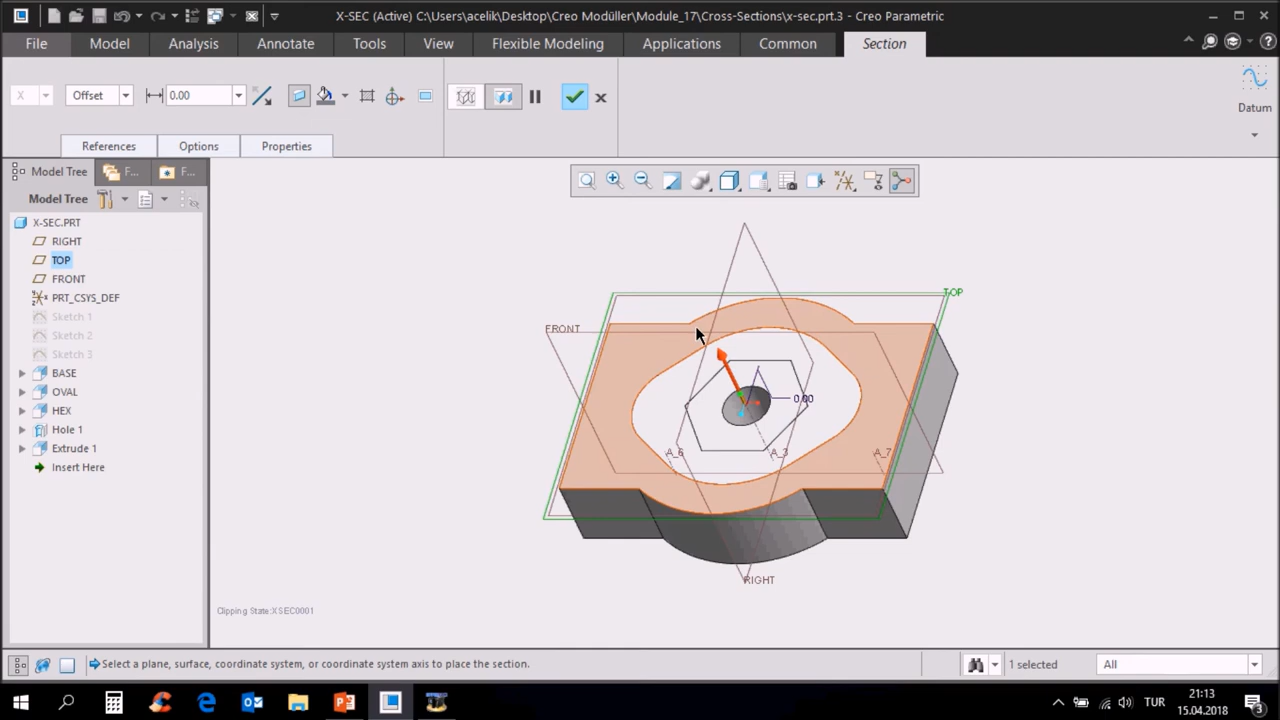 X-SEC (Active) C:\Users\acelik\Desktop\Creo Modüller\Module_17\Cross-Sections\x-sec.prt.3 - Creo Parametric
File Model Analysis Annotate Tools View Flexible Modeling Applications Common Section
X Offset 0.00
Datum
References Options Properties
Model Tree F... F...
Model Tree
X-SEC.PRT
RIGHT
TOP
FRONT
PRT_CSYS_DEF
Sketch 1
Sketch 2
Sketch 3
BASE
OVAL
HEX
Hole 1
Extrude 1
Insert Here
TOP
FRONT
0.00
A_6 A_3 A_7
RIGHT
Clipping State:XSEC0001
Select a plane, surface, coordinate system, or coordinate system axis to place the section.
1 selected
All
TUR
21:13
15.04.2018
3